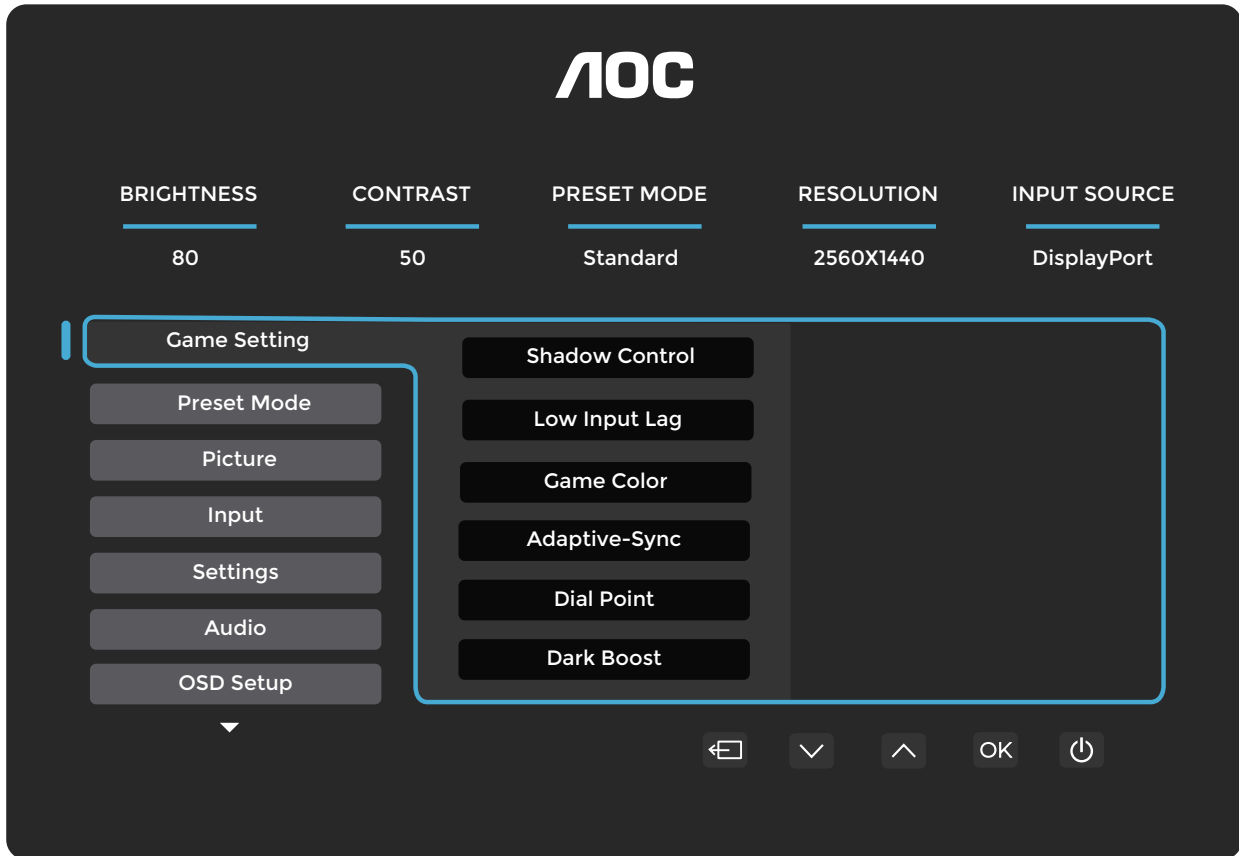 AOC
BRIGHTNESS CONTRAST PRESET MODE RESOLUTION INPUT SOURCE
80 50 Standard 2560X1440 DisplayPort
Game Setting
Preset Mode
Picture
Input
Settings
Audio
OSD Setup
Shadow Control
Low Input Lag
Game Color
Adaptive-Sync
Dial Point
Dark Boost
OK